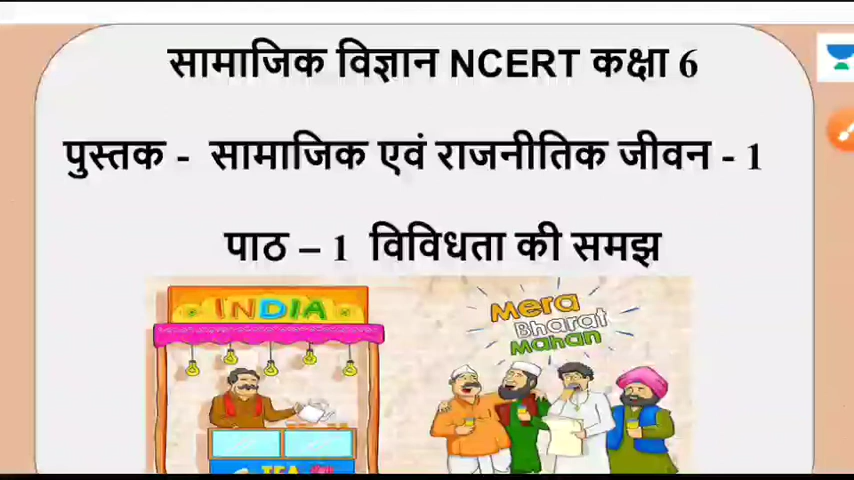 सामाजिक विज्ञान NCERT कक्षा 6
पुस्तक - सामाजिक एवं राजनीतिक जीवन - 1
पाठ – 1 विविधता की समझ
INDIA
Mera
Bharat
Mahan
TEA